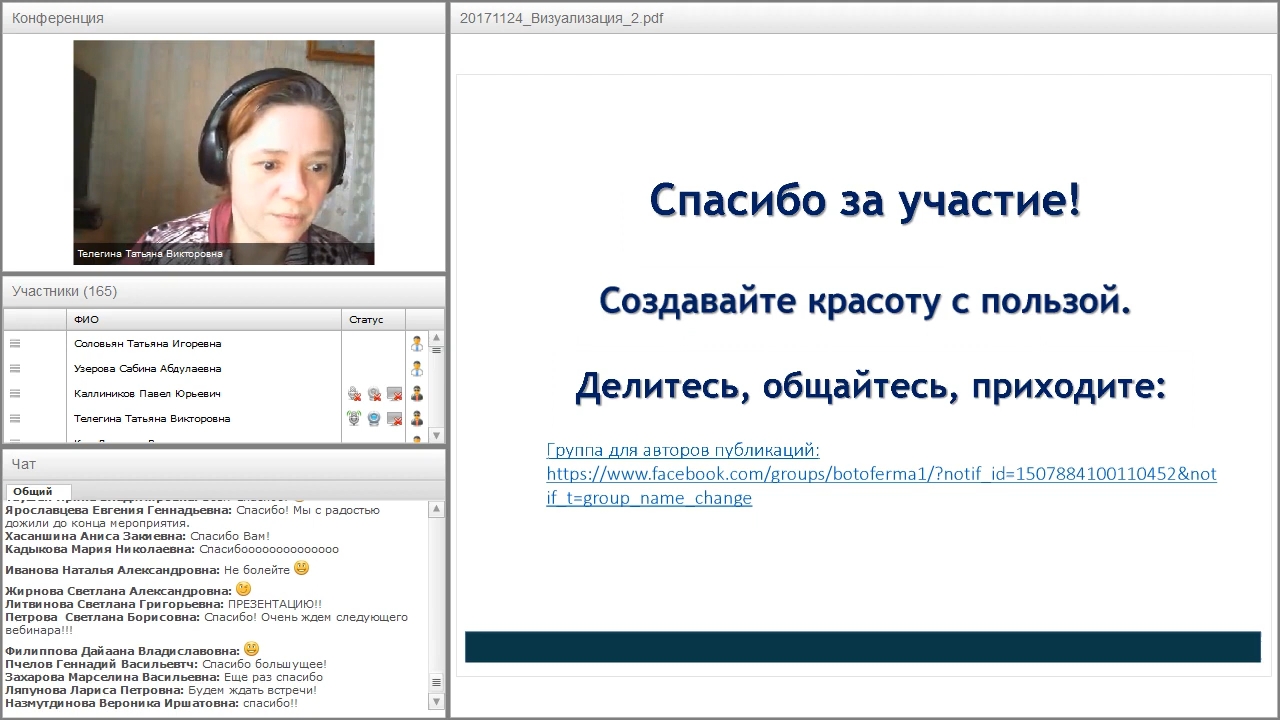 Конференция
Телегина Татьяна Викторовна
Участники (165)
ФИО
Статус
Соловьян Татьяна Игоревна
Узерова Сабина Абдулаевна
Каллиников Павел Юрьевич
Телегина Татьяна Викторовна
Чат
Общий
Ярославцева Евгения Геннадьевна: Спасибо! Мы с радостью
дожили до конца мероприятия.
Хасаншина Аниса Закиевна: Спасибо Вам!
Кадыкова Мария Николаевна: Спасибоооооооооооооо
Иванова Наталья Александровна: Не болейте
Жирнова Светлана Александровна:
Литвинова Светлана Григорьевна: ПРЕЗЕНТАЦИЮ!!
Петрова Светлана Борисовна: Спасибо! Очень ждем следующего
вебинара!!!
Филиппова Дайаана Владиславовна:
Пчелов Геннадий Васильевтч: Спасибо большущее!
Захарова Марселина Васильевна: Еще раз спасибо
Ляпунова Лариса Петровна: Будем ждать встречи!
Назмутдинова Вероника Иршатовна: спасибо!!
20171124_Визуализация_2.pdf
Спасибо за участие!
Создавайте красоту с пользой.
Делитесь, общайтесь, приходите:
Группа для авторов публикаций:
https://www.facebook.com/groups/botoferma1/?notif_id=1507884100110452&not
if_t=group_name_change